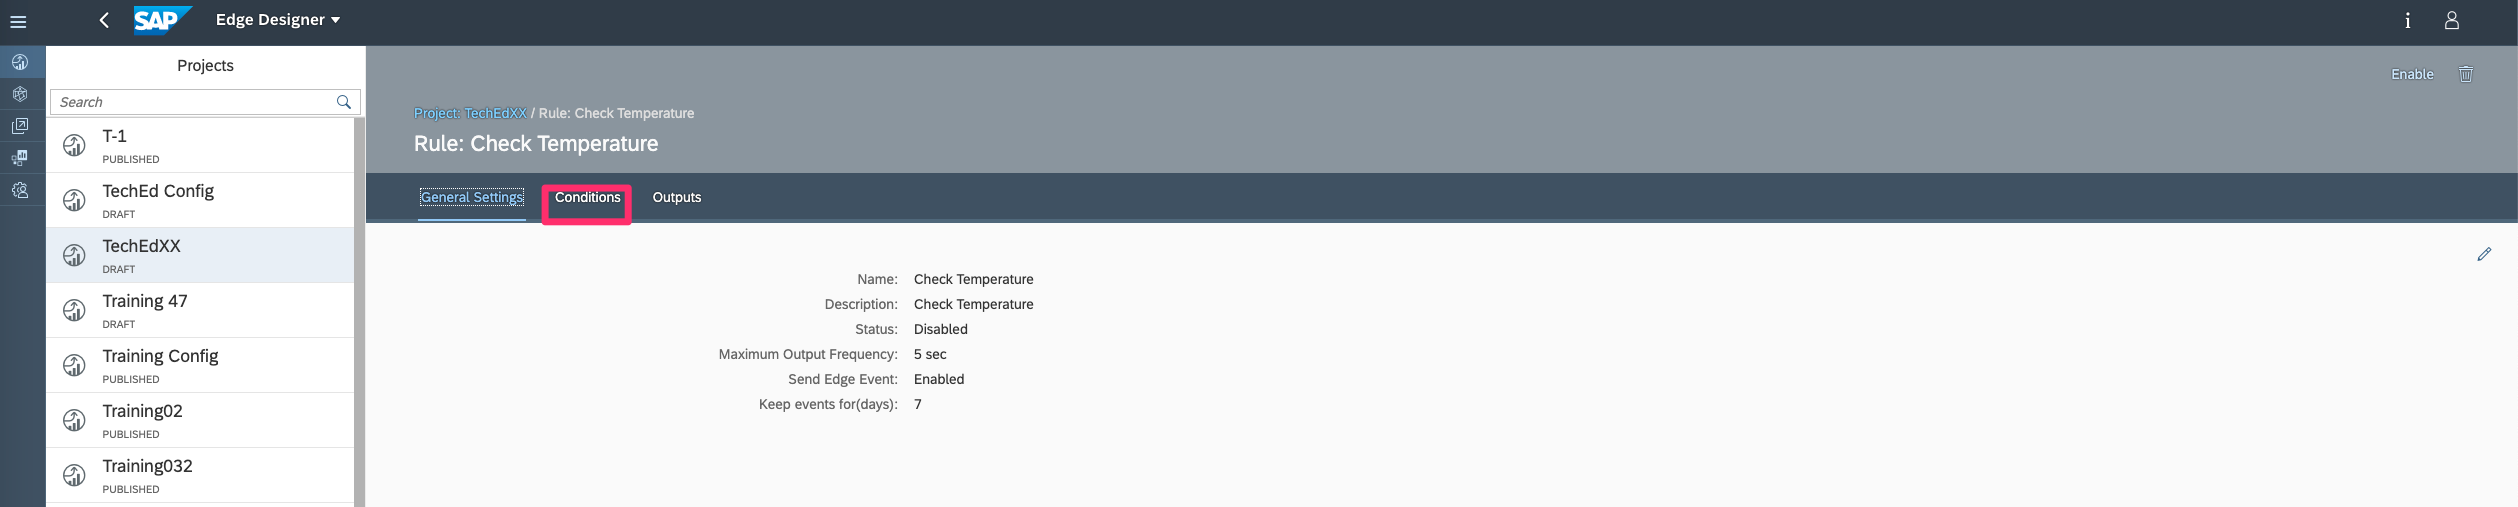 SAP Edge Designer
Projects
Search
T-1
PUBLISHED
TechEd Config
DRAFT
TechEdXX
DRAFT
Training 47
DRAFT
Training Config
PUBLISHED
Training02
PUBLISHED
Training032
PUBLISHED
Enable
Project: TechEdXX / Rule: Check Temperature
Rule: Check Temperature
General Settings Conditions Outputs
Name: Check Temperature
Description: Check Temperature
Status: Disabled
Maximum Output Frequency: 5 sec
Send Edge Event: Enabled
Keep events for(days): 7